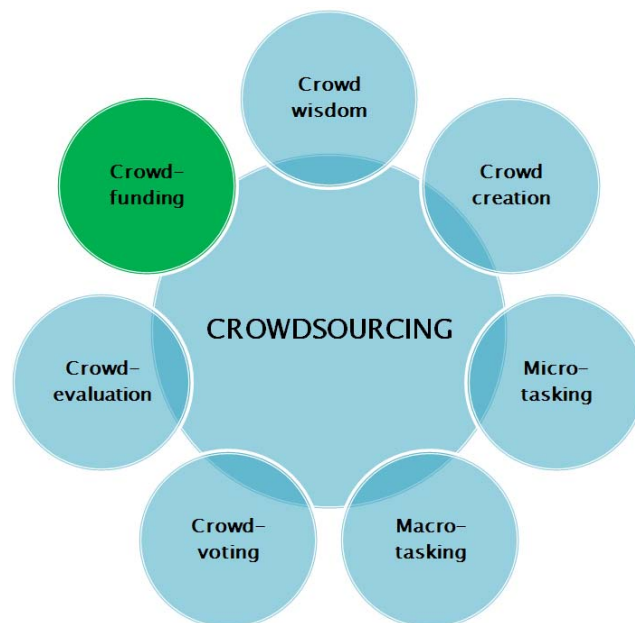 Crowd
wisdom
Crowd-
funding
Crowd
creation
CROWDSOURCING
Crowd-
evaluation
Micro-
tasking
Crowd-
voting
Macro-
tasking